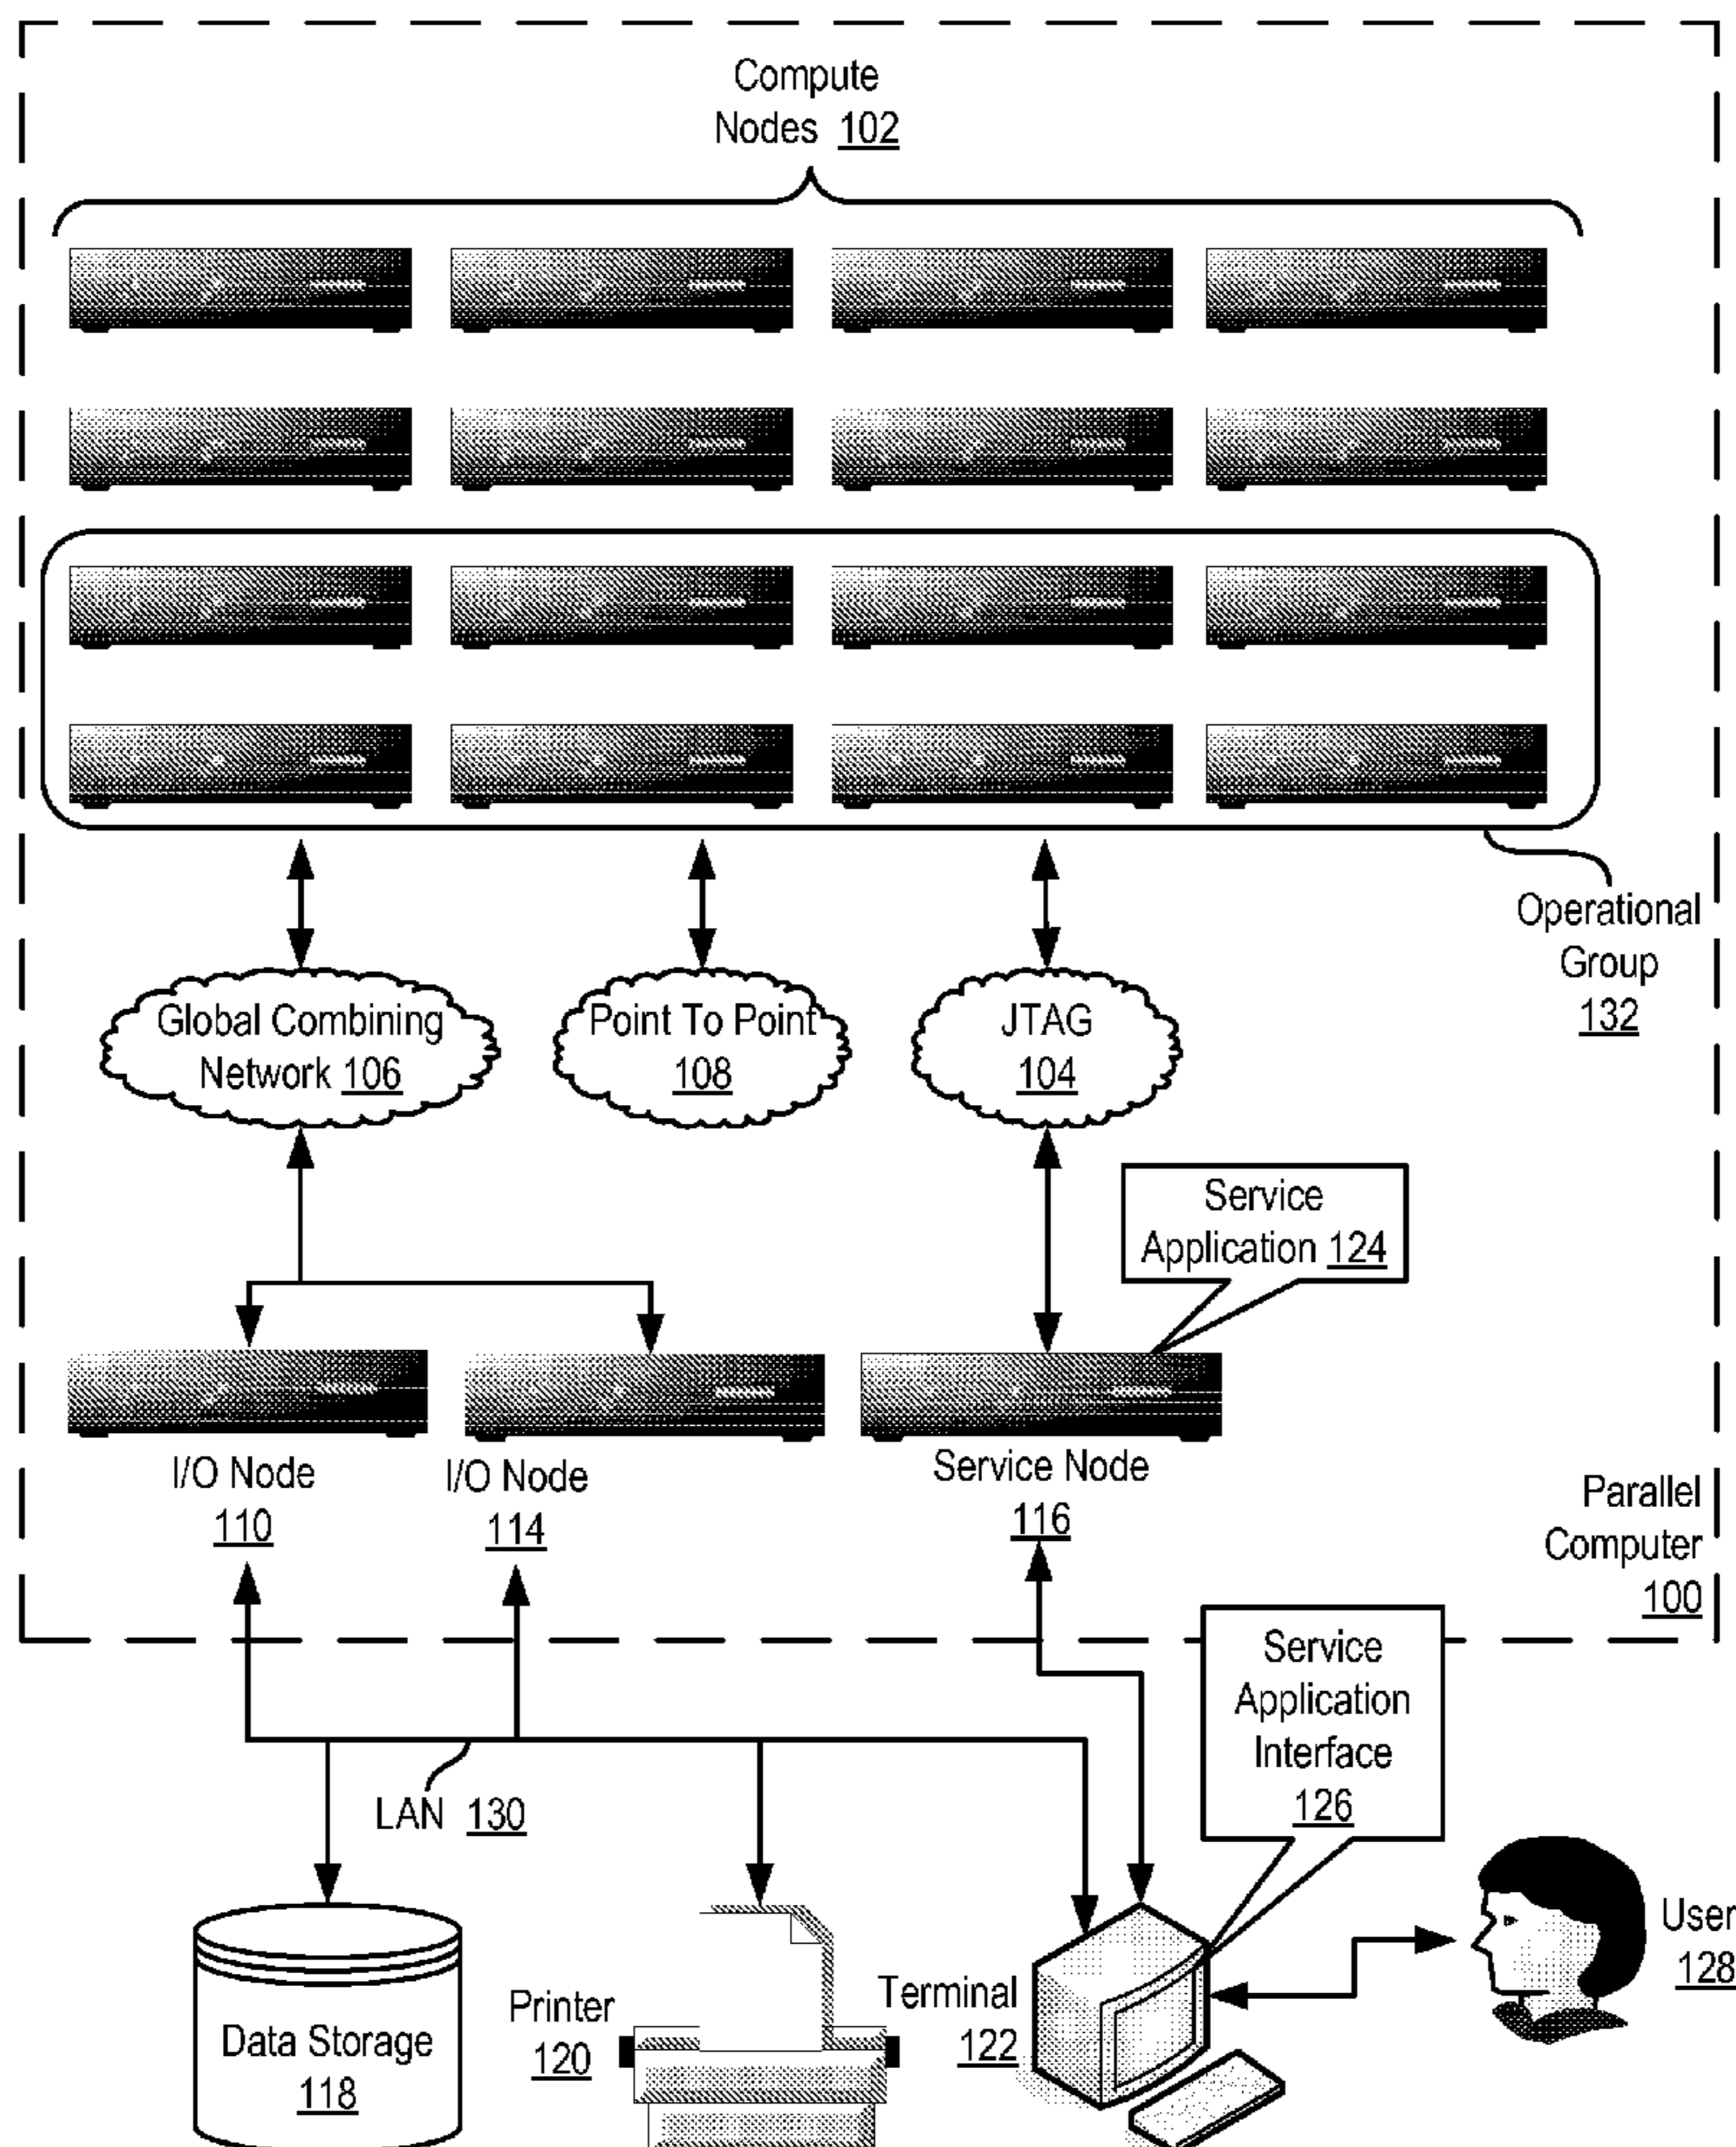 Compute
Nodes 102
Operational
Group
132
Global Combining
Network 106
Point To Point
108
JTAG
104
Service
Application 124
I/O Node
110
I/O Node
114
Service Node
116
Parallel
Computer
100
Service
Application
Interface
126
LAN 130
Data Storage
118
Printer
120
Terminal
122
User
128